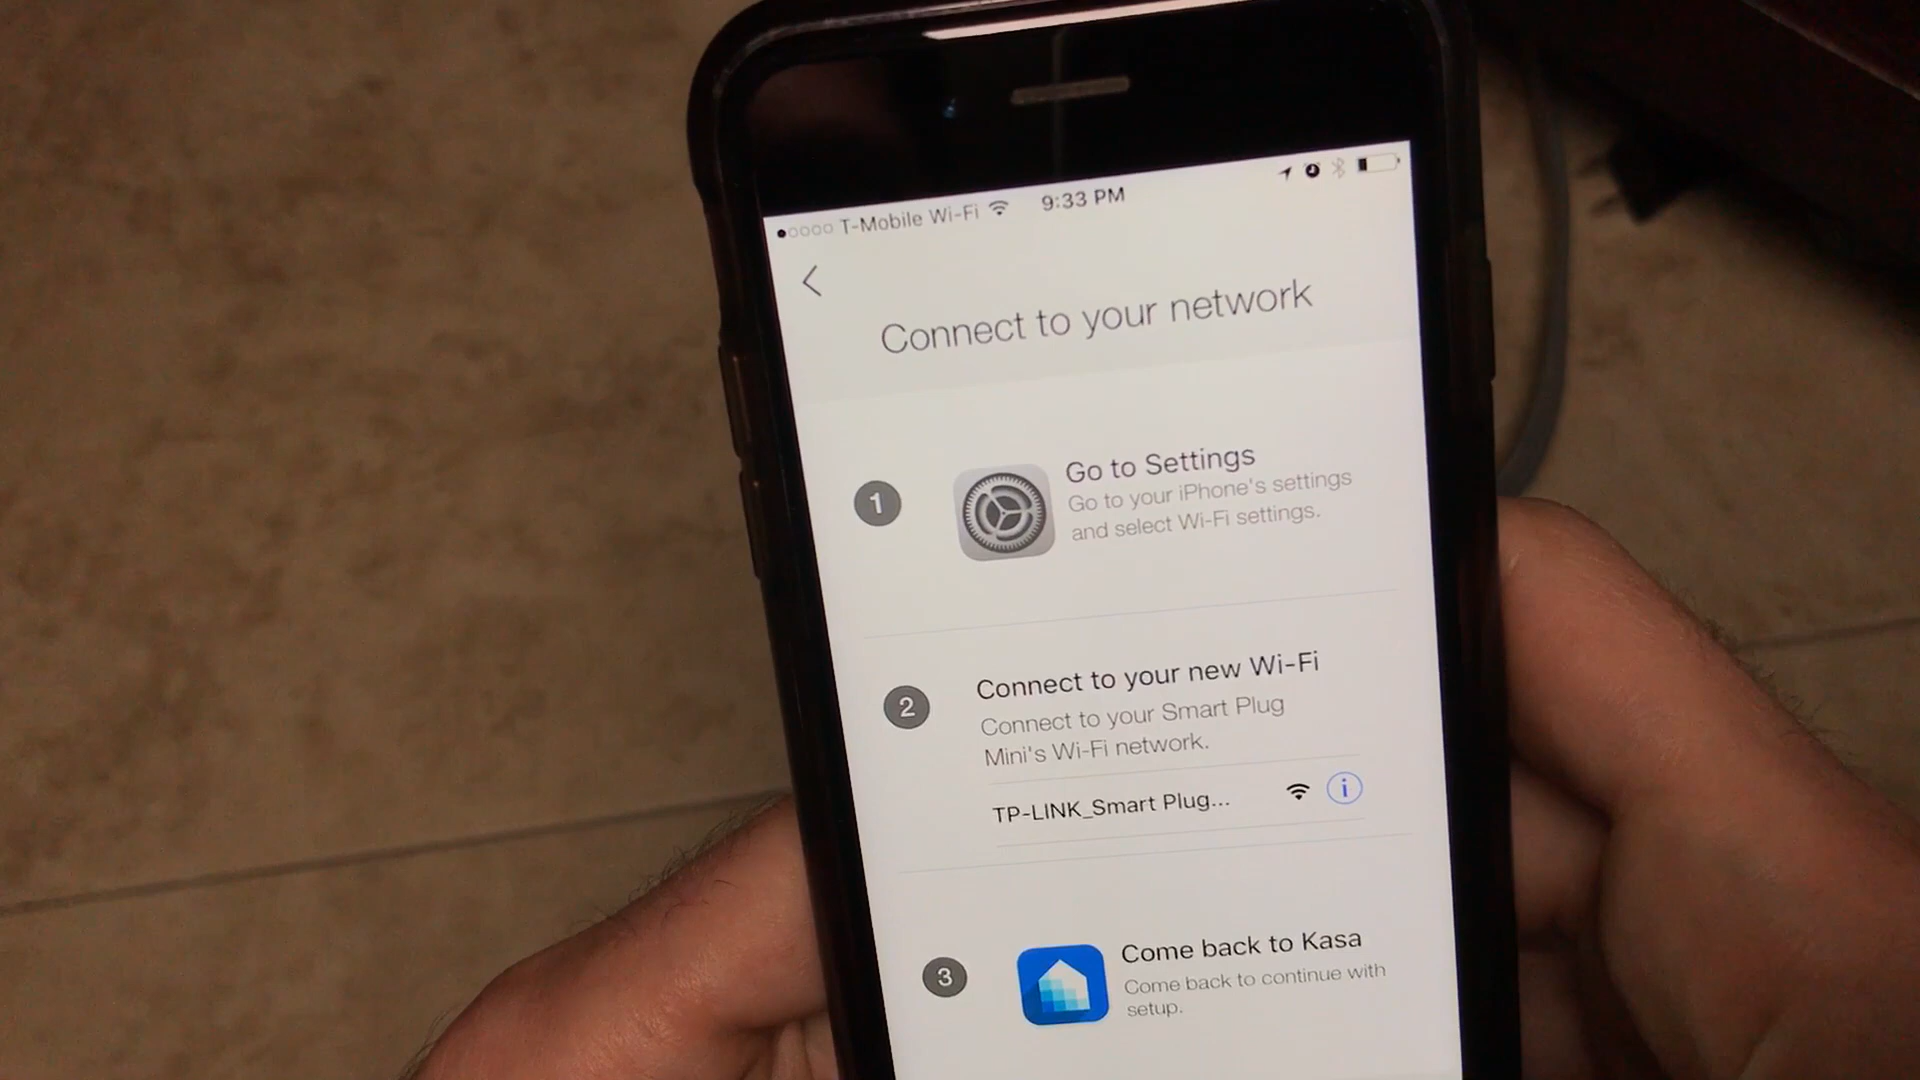 T-Mobile Wi-Fi 9:33 PM
Connect to your network
1
Go to Settings
Go to your iPhone's settings
and select Wi-Fi settings.
2
Connect to your new Wi-Fi
Connect to your Smart Plug
Mini's Wi-Fi network.
TP-LINK_Smart Plug... i
3
Come back to Kasa
Come back to continue with
setup.